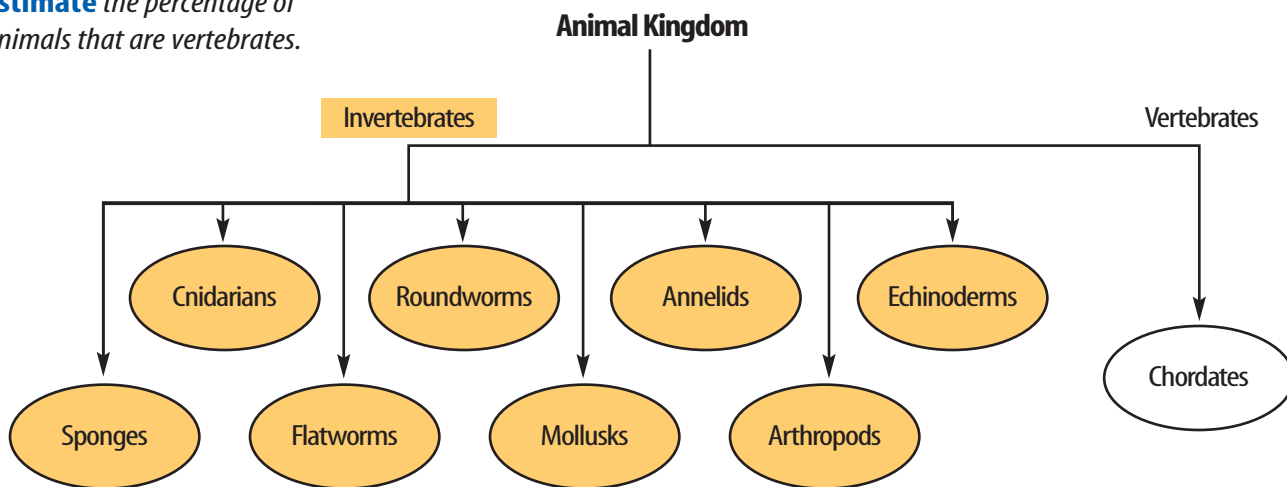 stimate the percentage of
nimals that are vertebrates.
Animal Kingdom
Invertebrates
Vertebrates
Cnidarians
Roundworms
Annelids
Echinoderms
Chordates
Sponges
Flatworms
Mollusks
Arthropods